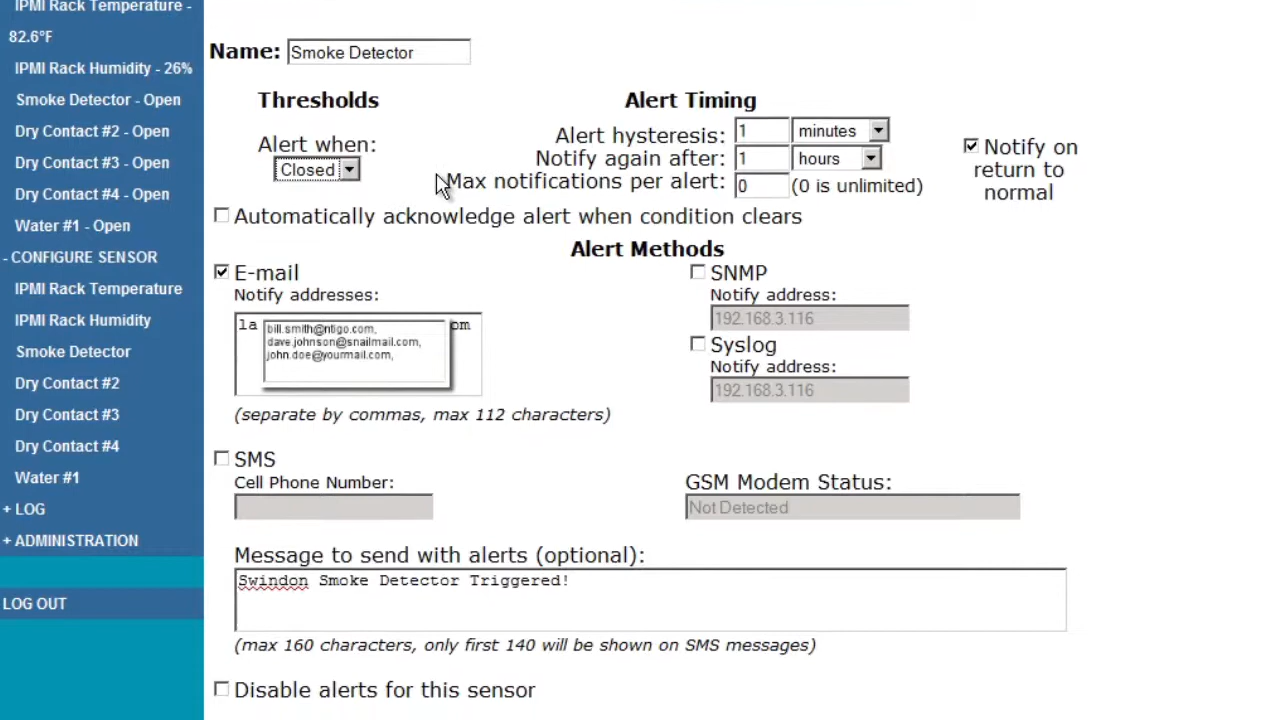 IPMI Rack Temperature -
82.6°F
IPMI Rack Humidity - 26%
Smoke Detector - Open
Dry Contact #2 - Open
Dry Contact #3 - Open
Dry Contact #4 - Open
Water #1 - Open
- CONFIGURE SENSOR
IPMI Rack Temperature
IPMI Rack Humidity
Smoke Detector
Dry Contact #2
Dry Contact #3
Dry Contact #4
Water #1
+ LOG
+ ADMINISTRATION
LOG OUT
Name: Smoke Detector
Thresholds
Alert when:
Closed
Alert Timing
Alert hysteresis: 1 minutes
Notify again after: 1 hours
Max notifications per alert: 0 (0 is unlimited)
Notify on
return to
normal
Automatically acknowledge alert when condition clears
Alert Methods
E-mail
Notify addresses:
la om
bill.smith@ntigo.com,
dave.johnson@snailmail.com,
john.doe@yourmail.com,
(separate by commas, max 112 characters)
SNMP
Notify address:
192.168.3.116
Syslog
Notify address:
192.168.3.116
SMS
Cell Phone Number:
GSM Modem Status:
Not Detected
Message to send with alerts (optional):
Swindon Smoke Detector Triggered!
(max 160 characters, only first 140 will be shown on SMS messages)
Disable alerts for this sensor